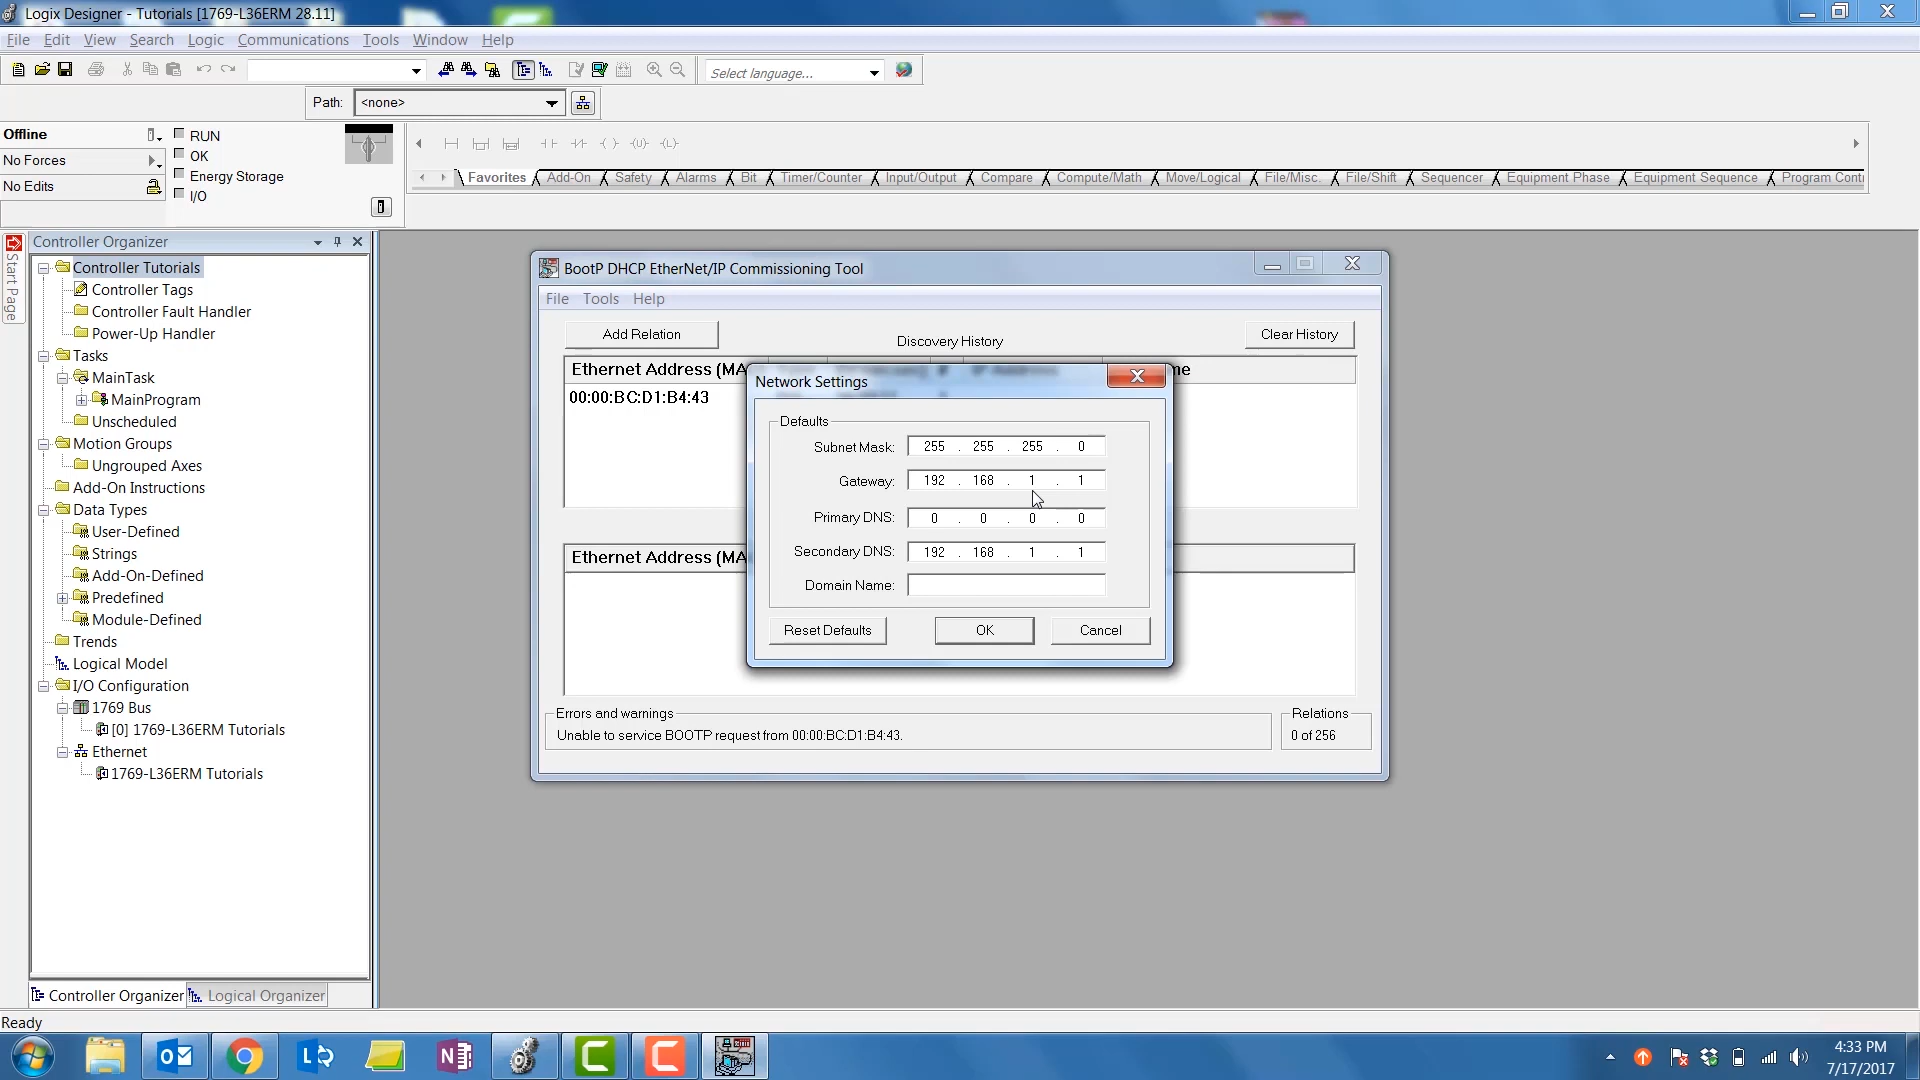 Logix Designer - Tutorials [1769-L36ERM 28.11]
File Edit View Search Logic Communications Tools Window Help
Select language...
Path: <none>
Offline
No Forces
No Edits
RUN
OK
Energy Storage
I/O
Favorites Add-On Safety Alarms Bit Timer/Counter Input/Output Compare Compute/Math Move/Logical File/Misc. File/Shift Sequencer Equipment Phase Equipment Sequence Program Contr
Start Page
Controller Organizer
Controller Tutorials
Controller Tags
Controller Fault Handler
Power-Up Handler
Tasks
MainTask
MainProgram
Unscheduled
Motion Groups
Ungrouped Axes
Add-On Instructions
Data Types
User-Defined
Strings
Add-On-Defined
Predefined
Module-Defined
Trends
Logical Model
I/O Configuration
1769 Bus
[0] 1769-L36ERM Tutorials
Ethernet
1769-L36ERM Tutorials
Controller Organizer Logical Organizer
BootP DHCP EtherNet/IP Commissioning Tool
File Tools Help
Add Relation
Discovery History
Clear History
Ethernet Address (MA
00:00:BC:D1:B4:43
Network Settings
Defaults
Subnet Mask: 255 . 255 . 255 . 0
Gateway: 192 . 168 . 1 . 1
Primary DNS: 0 . 0 . 0 . 0
Secondary DNS: 192 . 168 . 1 . 1
Domain Name:
Reset Defaults OK Cancel
Ethernet Address (MA
Errors and warnings
Unable to service BOOTP request from 00:00:BC:D1:B4:43.
Relations
0 of 256
Ready
4:33 PM
7/17/2017